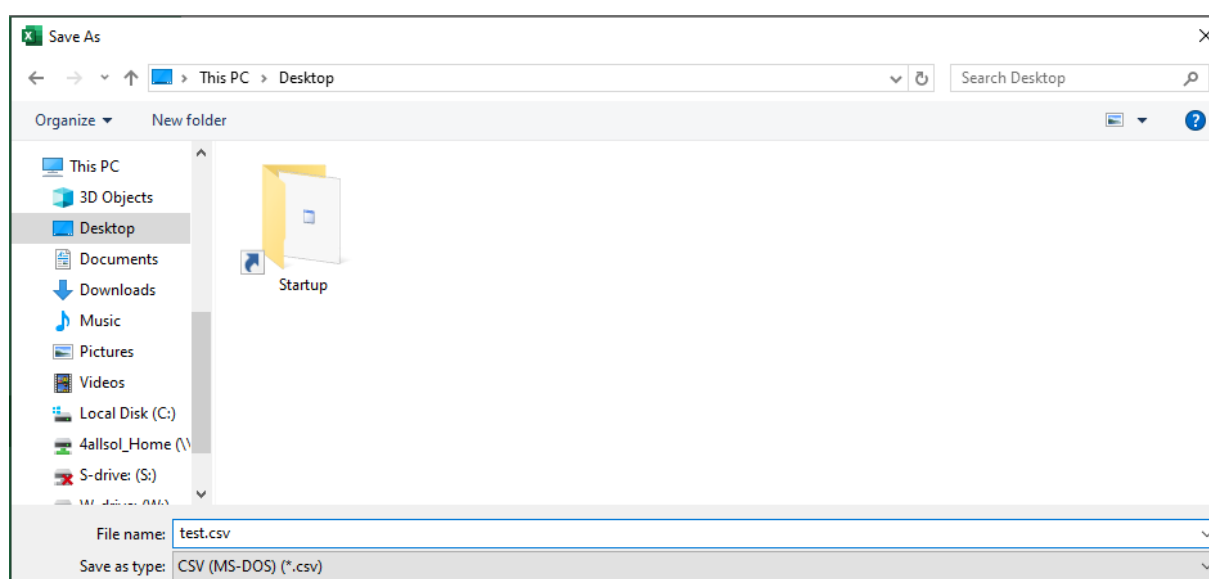 Save As
This PC > Desktop
Search Desktop
Organize
New folder
This PC
3D Objects
Desktop
Documents
Downloads
Music
Pictures
Videos
Local Disk (C:)
4allsol_Home (\\
S-drive: (S:)
Startup
File name: test.csv
Save as type: CSV (MS-DOS) (*.csv)